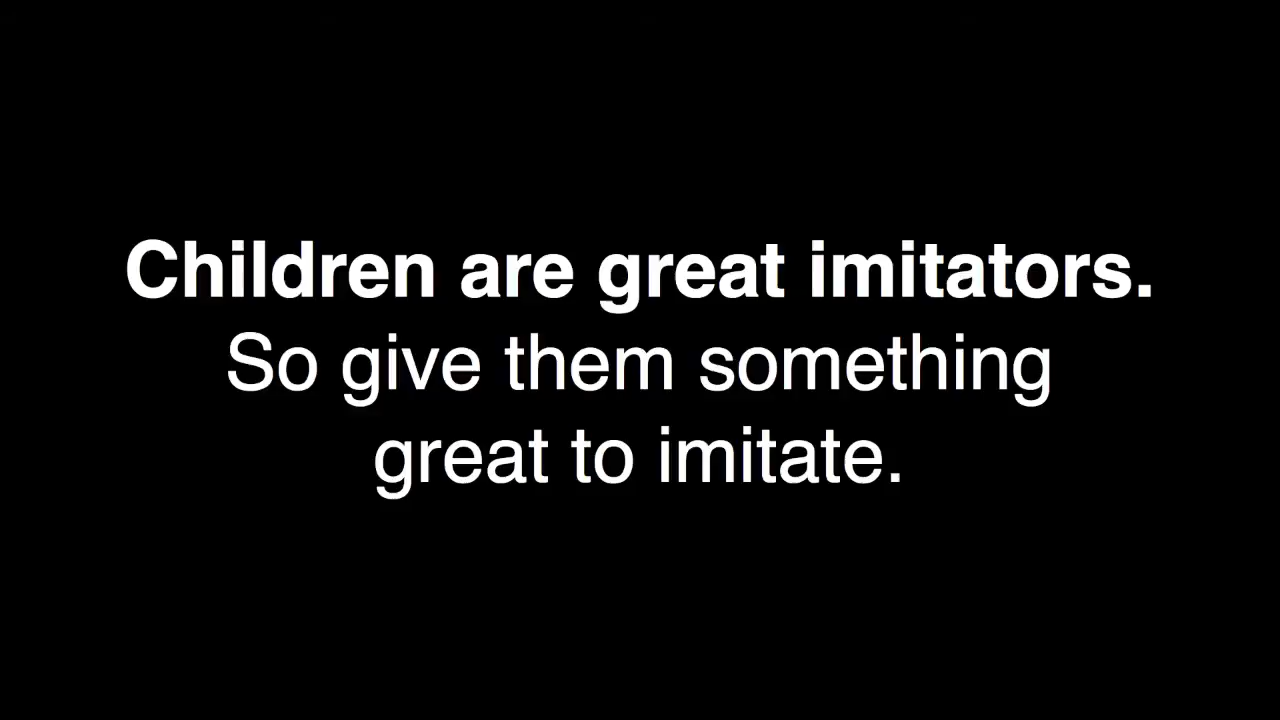 Children are great imitators.
So give them something
great to imitate.